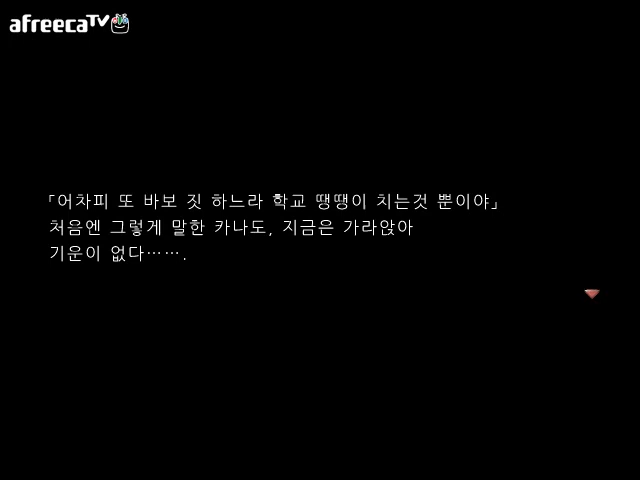 afreecaTV
「어차피 또 바보 짓 하느라 학교 땡땡이 치는것 뿐이야」
처음엔 그렇게 말한 카나도, 지금은 가라앉아
기운이 없다…….